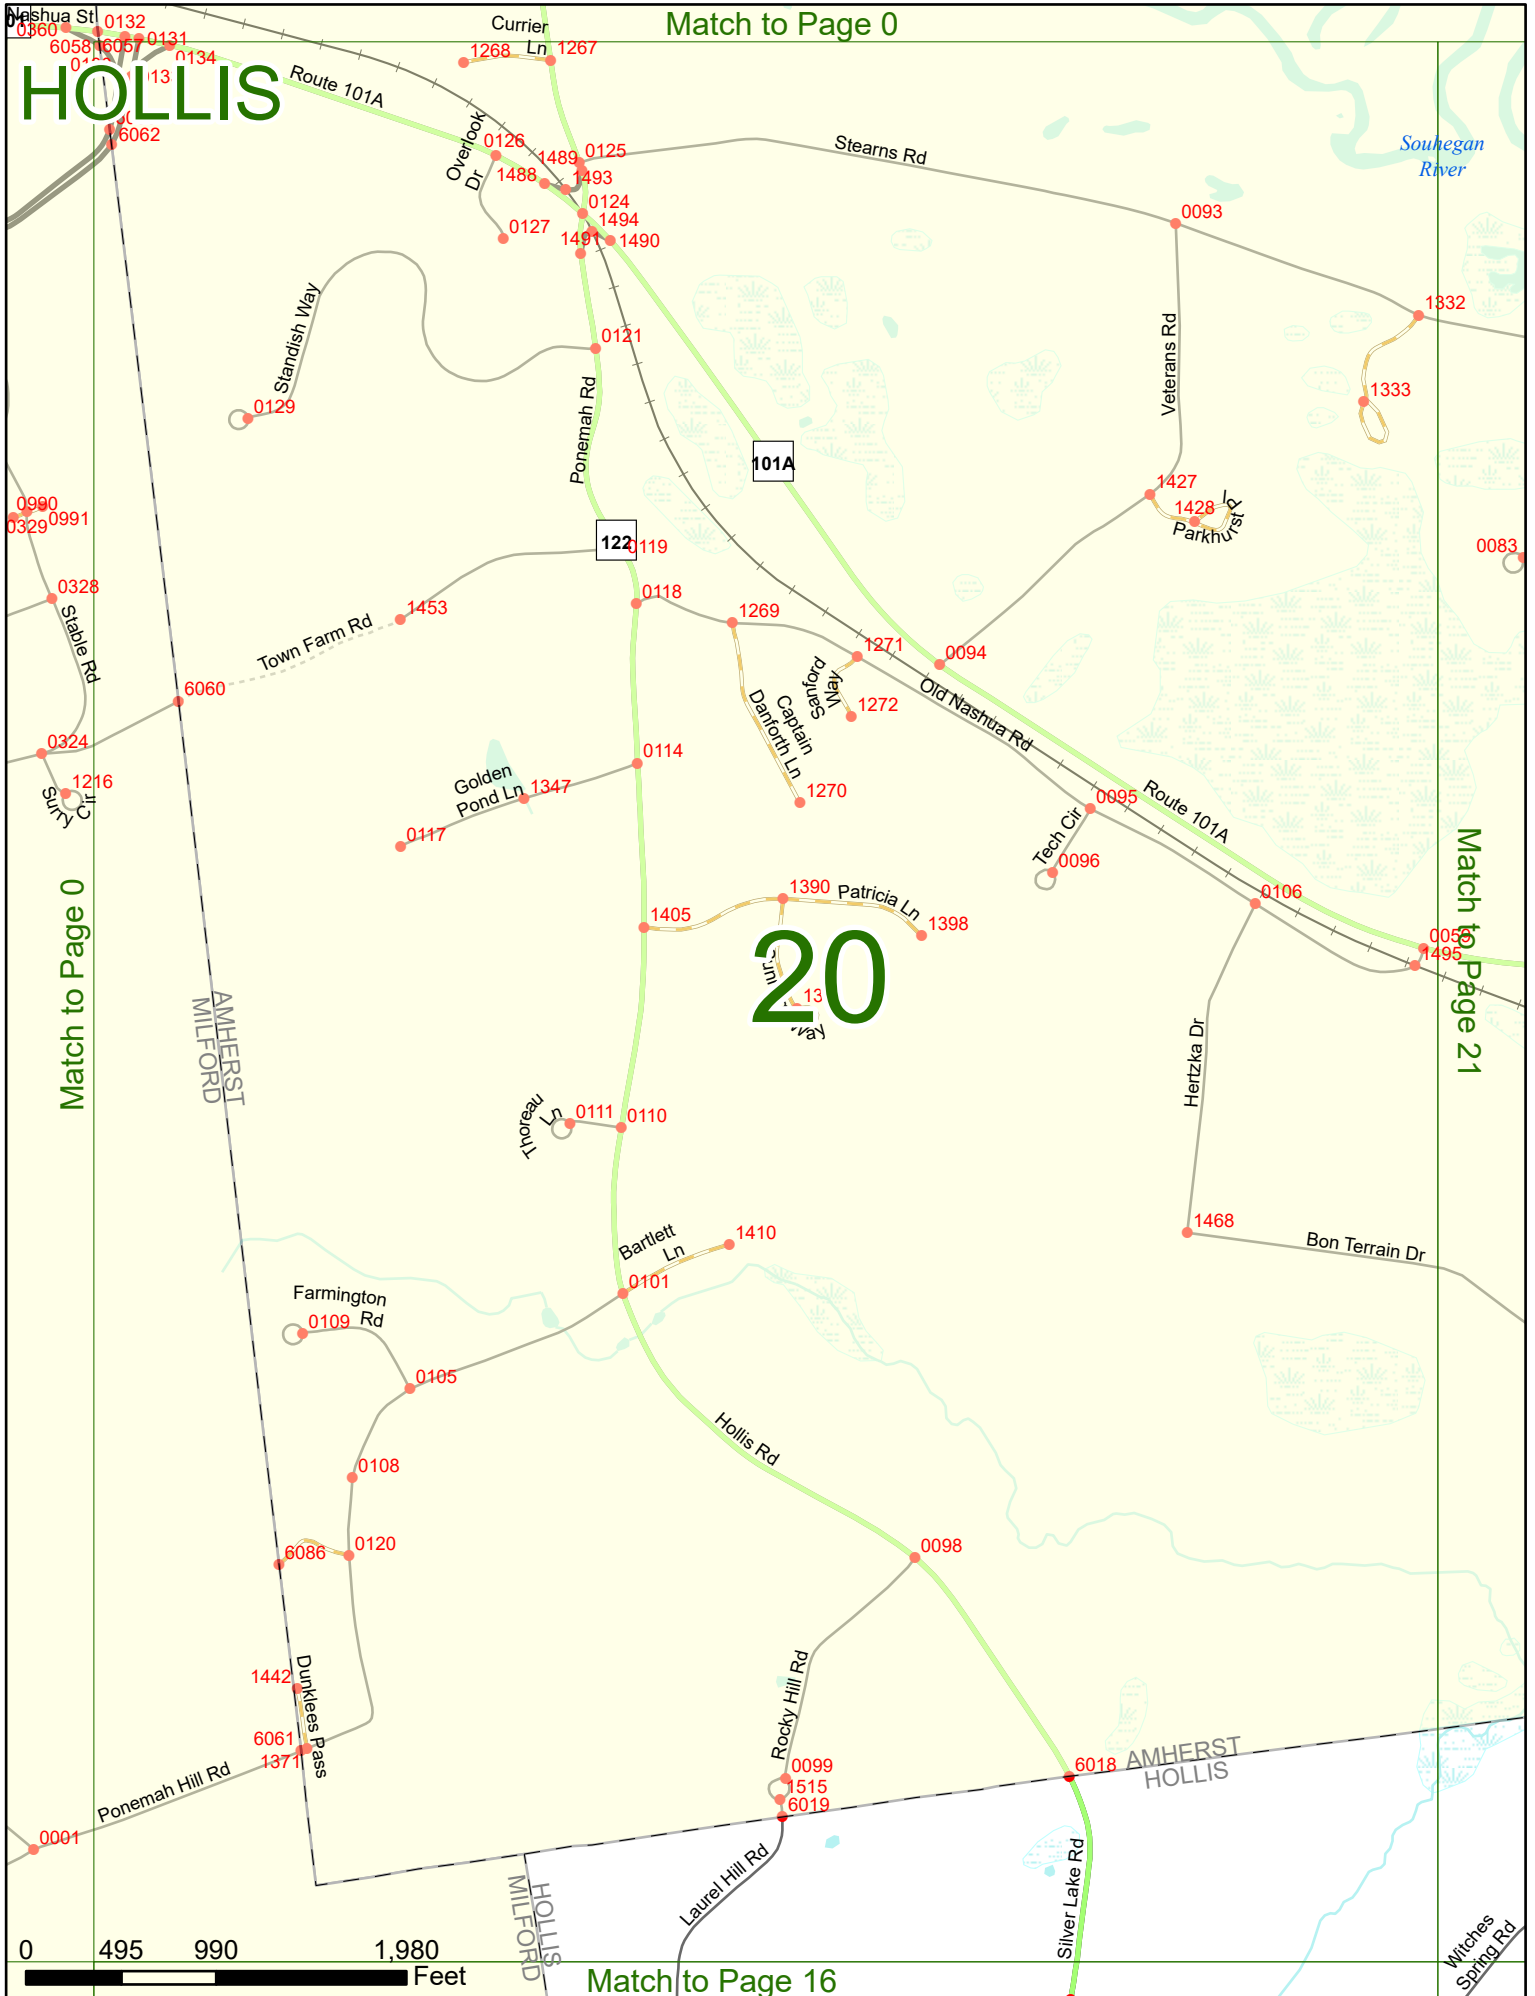 Nashua St
0360
0132
0131
6058
6057
0134
HOLLIS
6062
Match to Page 0
Currier
Ln
1268
1267
Route 101A
Overlook
Dr
0126
1489
0125
1488
1493
0124
1494
1491
1490
0127
Stearns Rd
Souhegan
River
0093
Standish Way
0129
0121
Ponemah Rd
Veterans Rd
1332
1333
101A
1427
1428
Parkhurst Pl
0083
0990
0991
0329
122
0119
0328
Stable Rd
1453
0118
1269
Town Farm Rd
1271
0094
Sanford
Way
1272
Old Nashua Rd
6060
Captain
Danforth Ln
0324
0114
1216
Surry Cir
Golden
Pond Ln
1347
1270
0095
Route 101A
Tech Cir
0096
0117
0106
1390
Patricia Ln
1405
1398
0059
1495
Match to Page 0
Match to Page 21
20
Way
AMHERST
MILFORD
Hertzka Dr
Thoreau
Ln
0111
0110
1468
Bon Terrain Dr
Bartlett
Ln
1410
0101
Farmington
Rd
0109
0105
Hollis Rd
0108
0120
6086
0098
1442
Dunklees Pass
Rocky Hill Rd
6061
1371
Ponemah Hill Rd
0099
1515
6019
6018
AMHERST
HOLLIS
0001
Laurel Hill Rd
Silver Lake Rd
HOLLIS
MILFORD
Witches
Spring Rd
0 495 990 1,980
Feet
Match to Page 16